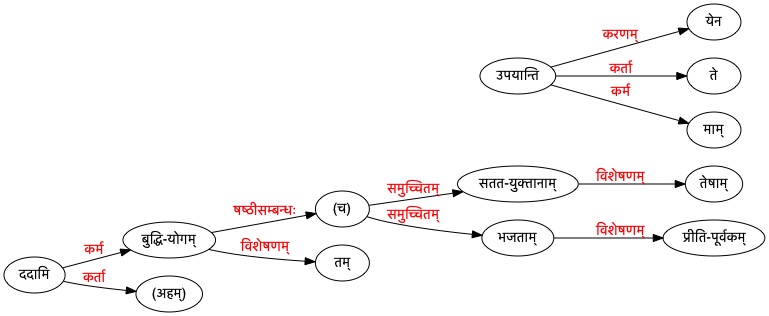 येन
करणम्
उपयान्ति
कर्ता
ते
कर्म
माम्
सतत-युक्तानाम्
विशेषणम्
तेषाम्
समुच्चितम्
(च)
षष्ठीसम्बन्धः
समुच्चितम्
भजताम्
विशेषणम्
प्रीति-पूर्वकम्
बुद्धि-योगम्
विशेषणम्
तम्
कर्म
ददामि
कर्ता
(अहम्)